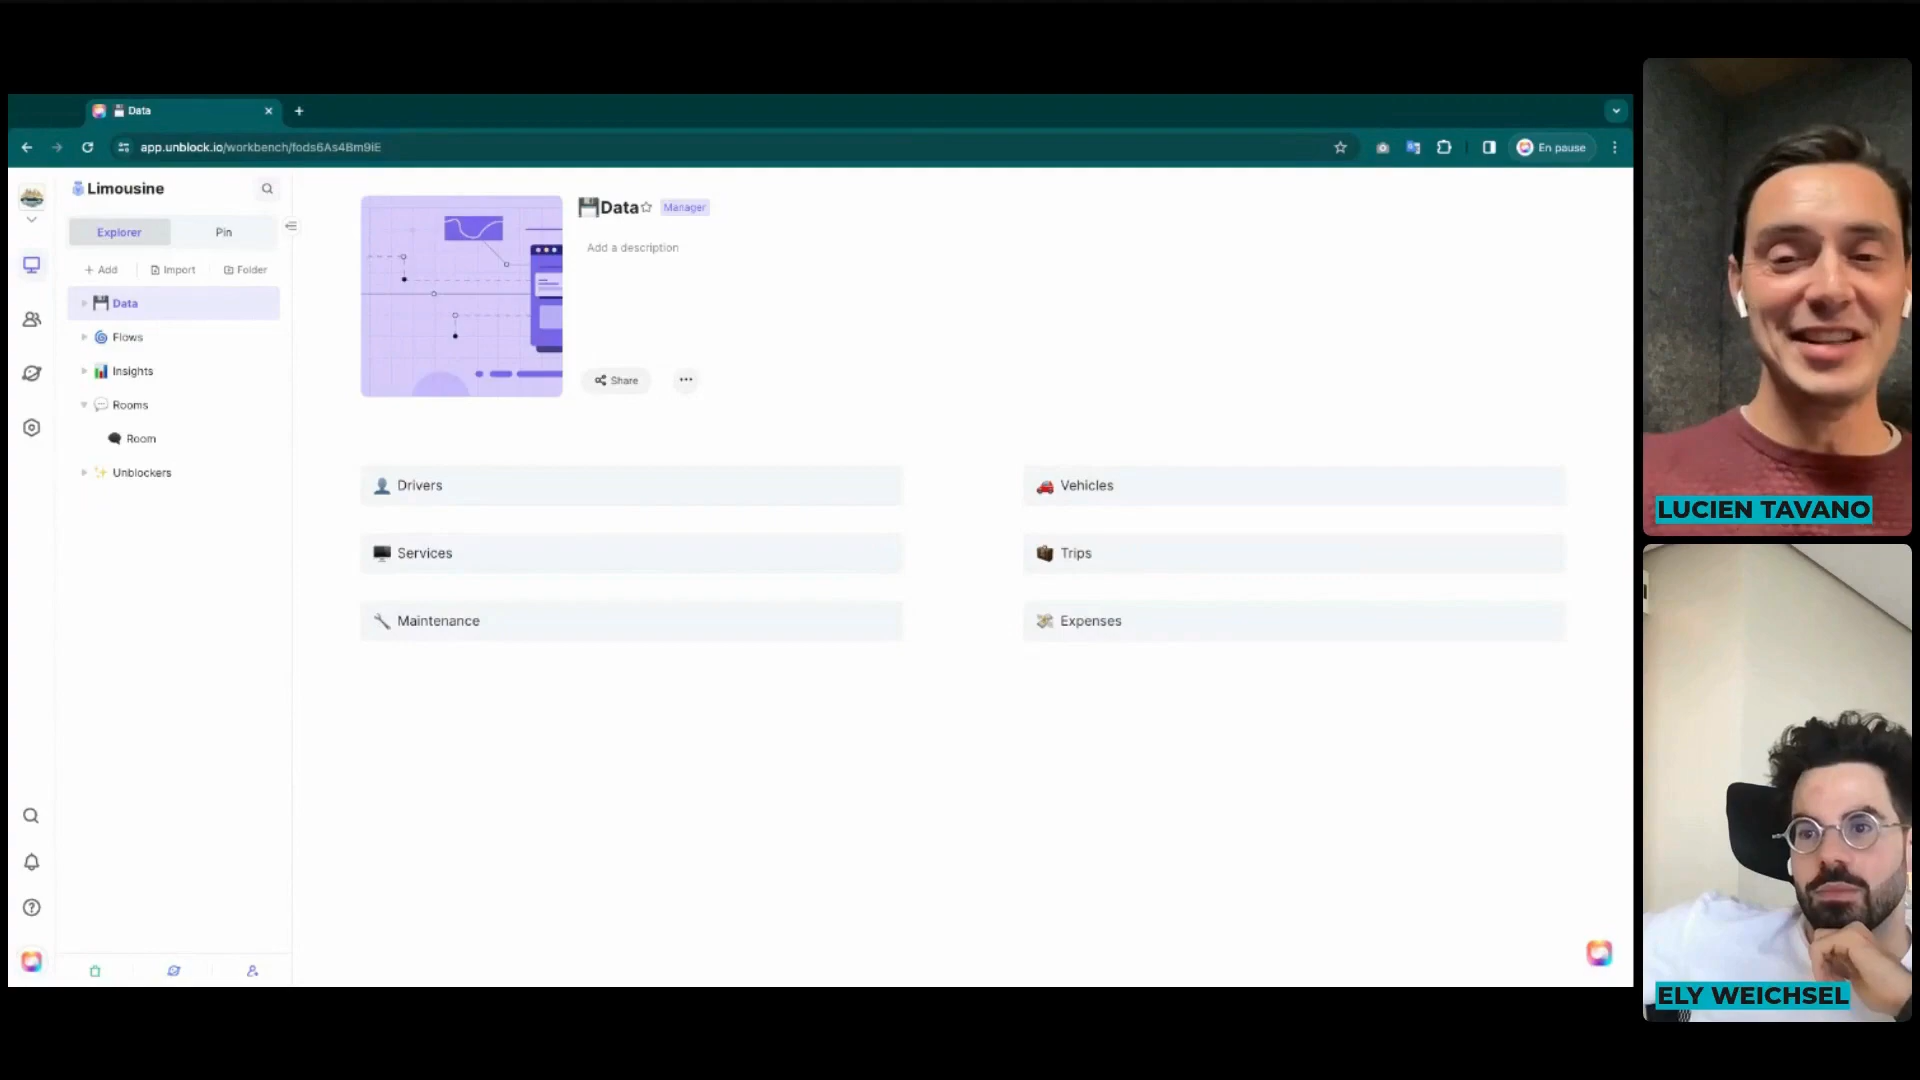 Data
app.unblock.io/workbench/fods6As4Bm9iE
En pause
Limousine
Explorer
Pin
Add
Import
Folder
Data
Flows
Insights
Rooms
Room
Unblockers
Data
Manager
Add a description
Share
Drivers
Vehicles
Services
Trips
Maintenance
Expenses
LUCIEN TAVANO
ELY WEICHSEL